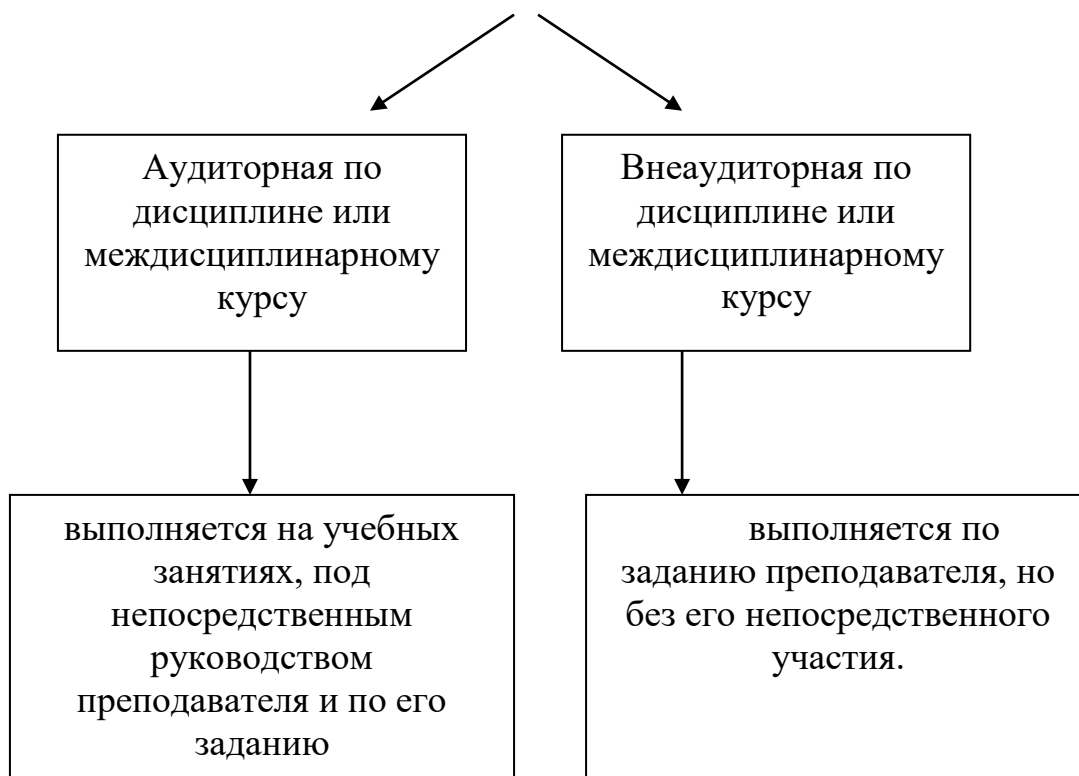 Аудиторная по
дисциплине или
междисциплинарному
курсу
Внеаудиторная по
дисциплине или
междисциплинарному
курсу
выполняется на учебных
занятиях, под
непосредственным
руководством
преподавателя и по его
заданию
выполняется по
заданию преподавателя, но
без его непосредственного
участия.